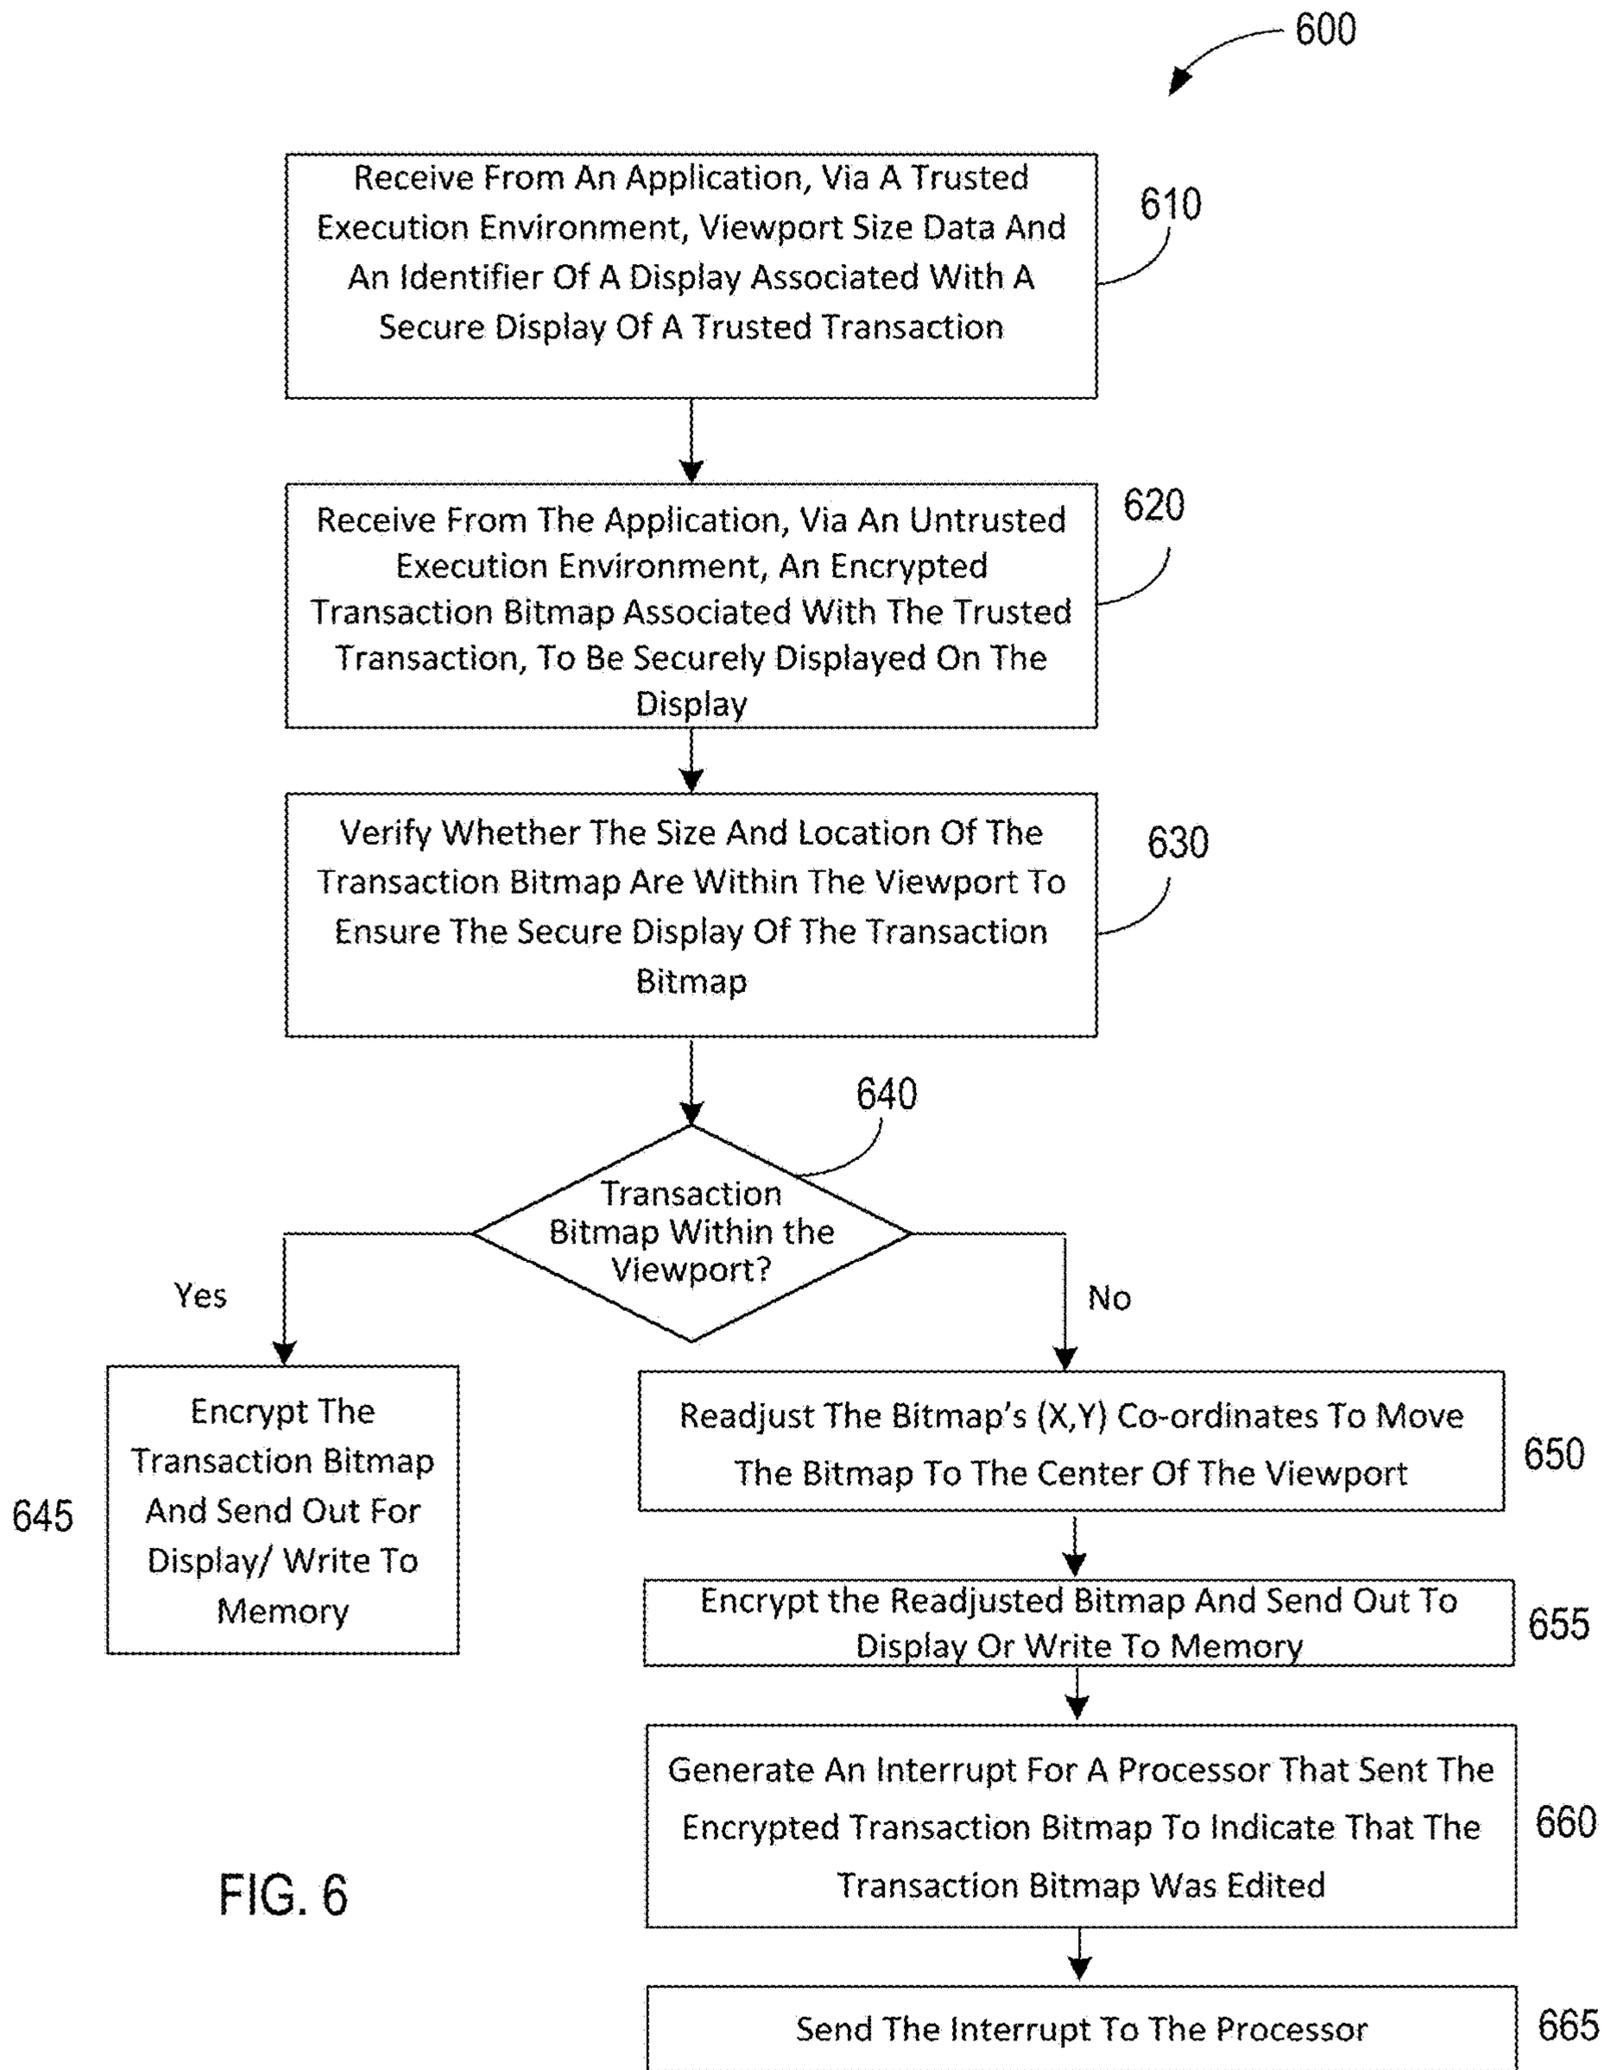 600
Receive From An Application, Via A Trusted
Execution Environment, Viewport Size Data And
An Identifier Of A Display Associated With A
Secure Display Of A Trusted Transaction
610
Receive From The Application, Via An Untrusted
Execution Environment, An Encrypted
Transaction Bitmap Associated With The Trusted
Transaction, To Be Securely Displayed On The
Display
620
Verify Whether The Size And Location Of The
Transaction Bitmap Are Within The Viewport To
Ensure The Secure Display Of The Transaction
Bitmap
630
640
Transaction
Bitmap Within the
Viewport?
Yes
No
Encrypt The
Transaction Bitmap
And Send Out For
Display/ Write To
Memory
645
Readjust The Bitmap's (X,Y) Co-ordinates To Move
The Bitmap To The Center Of The Viewport
650
Encrypt the Readjusted Bitmap And Send Out To
Display Or Write To Memory
655
Generate An Interrupt For A Processor That Sent The
Encrypted Transaction Bitmap To Indicate That The
Transaction Bitmap Was Edited
660
Send The Interrupt To The Processor
665
FIG. 6